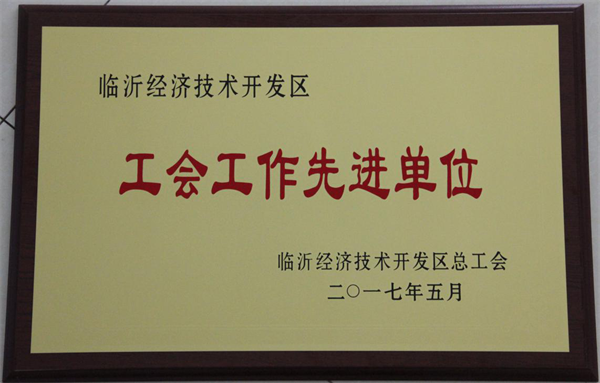 临沂经济技术开发区
工会工作先进单位
临沂经济技术开发区总工会
二〇一七年五月